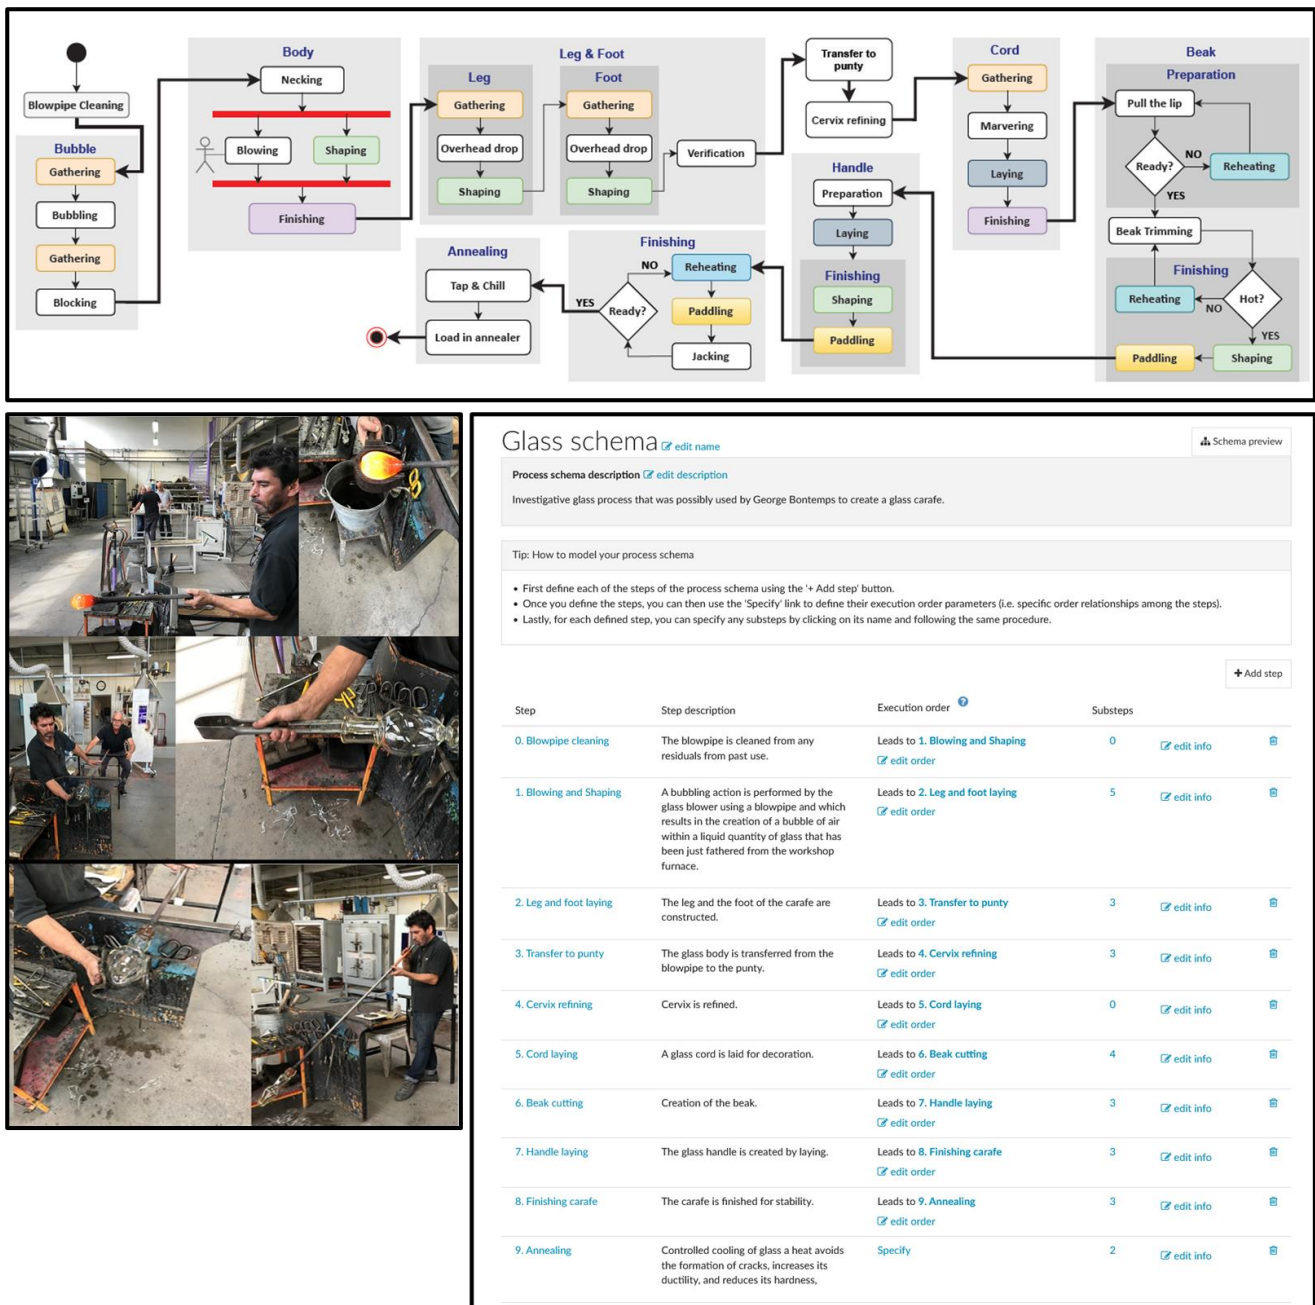 Blowpipe Cleaning
Bubble
Gathering
Bubbling
Gathering
Blocking
Body
Necking
Blowing
Shaping
Finishing
Leg & Foot
Leg
Gathering
Overhead drop
Shaping
Foot
Gathering
Overhead drop
Shaping
Verification
Transfer to
punty
Cervix refining
Cord
Gathering
Marvering
Laying
Finishing
Beak
Preparation
Pull the lip
Ready?
NO
Reheating
YES
Beak Trimming
Finishing
Reheating
NO
Hot?
YES
Paddling
Shaping
Handle
Preparation
Laying
Finishing
Shaping
Paddling
Finishing
NO
Reheating
YES
Ready?
Paddling
Jacking
Annealing
Tap & Chill
Load in annealer
Glass schema edit name
Schema preview
Process schema description edit description
Investigative glass process that was possibly used by George Bontemps to create a glass carafe.
Tip: How to model your process schema
• First define each of the steps of the process schema using the '+ Add step' button.
• Once you define the steps, you can then use the 'Specify' link to define their execution order parameters (i.e. specific order relationships among the steps).
• Lastly, for each defined step, you can specify any substeps by clicking on its name and following the same procedure.
+ Add step
Step Step description Execution order ? Substeps
0. Blowpipe cleaning The blowpipe is cleaned from any Leads to 1. Blowing and Shaping 0 edit info
residuals from past use. edit order
1. Blowing and Shaping A bubbling action is performed by the Leads to 2. Leg and foot laying 5 edit info
glass blower using a blowpipe and which edit order
results in the creation of a bubble of air
within a liquid quantity of glass that has
been just fathered from the workshop
furnace.
2. Leg and foot laying The leg and the foot of the carafe are Leads to 3. Transfer to punty 3 edit info
constructed. edit order
3. Transfer to punty The glass body is transferred from the Leads to 4. Cervix refining 3 edit info
blowpipe to the punty. edit order
4. Cervix refining Cervix is refined. Leads to 5. Cord laying 0 edit info
edit order
5. Cord laying A glass cord is laid for decoration. Leads to 6. Beak cutting 4 edit info
edit order
6. Beak cutting Creation of the beak. Leads to 7. Handle laying 3 edit info
edit order
7. Handle laying The glass handle is created by laying. Leads to 8. Finishing carafe 3 edit info
edit order
8. Finishing carafe The carafe is finished for stability. Leads to 9. Annealing 3 edit info
edit order
9. Annealing Controlled cooling of glass a heat avoids Specify 2 edit info
the formation of cracks, increases its
ductility, and reduces its hardness,